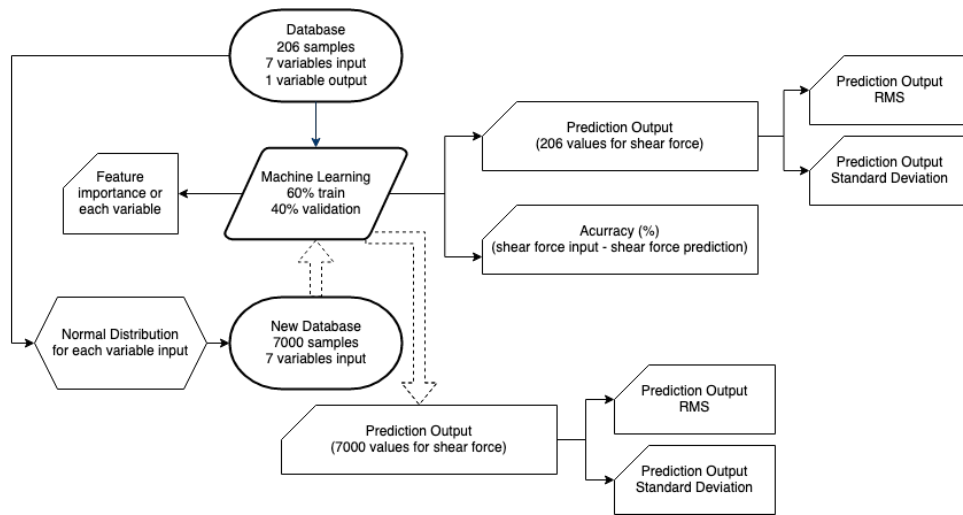 Database
206 samples
7 variables input
1 variable output
Prediction Output
RMS
Prediction Output
(206 values for shear force)
Prediction Output
Standard Deviation
Feature
importance or
each variable
Machine Learning
60% train
40% validation
Acurracy (%)
(shear force input - shear force prediction)
Normal Distribution
for each variable input
New Database
7000 samples
7 variables input
Prediction Output
(7000 values for shear force)
Prediction Output
RMS
Prediction Output
Standard Deviation